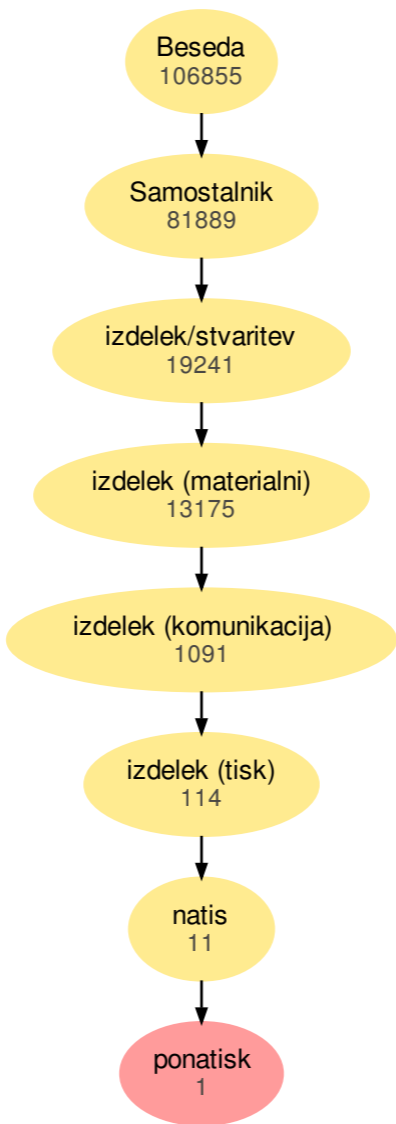 Beseda
106855
Samostalnik
81889
izdelek/stvaritev
19241
izdelek (materialni)
13175
izdelek (komunikacija)
1091
izdelek (tisk)
114
natis
11
ponatisk
1